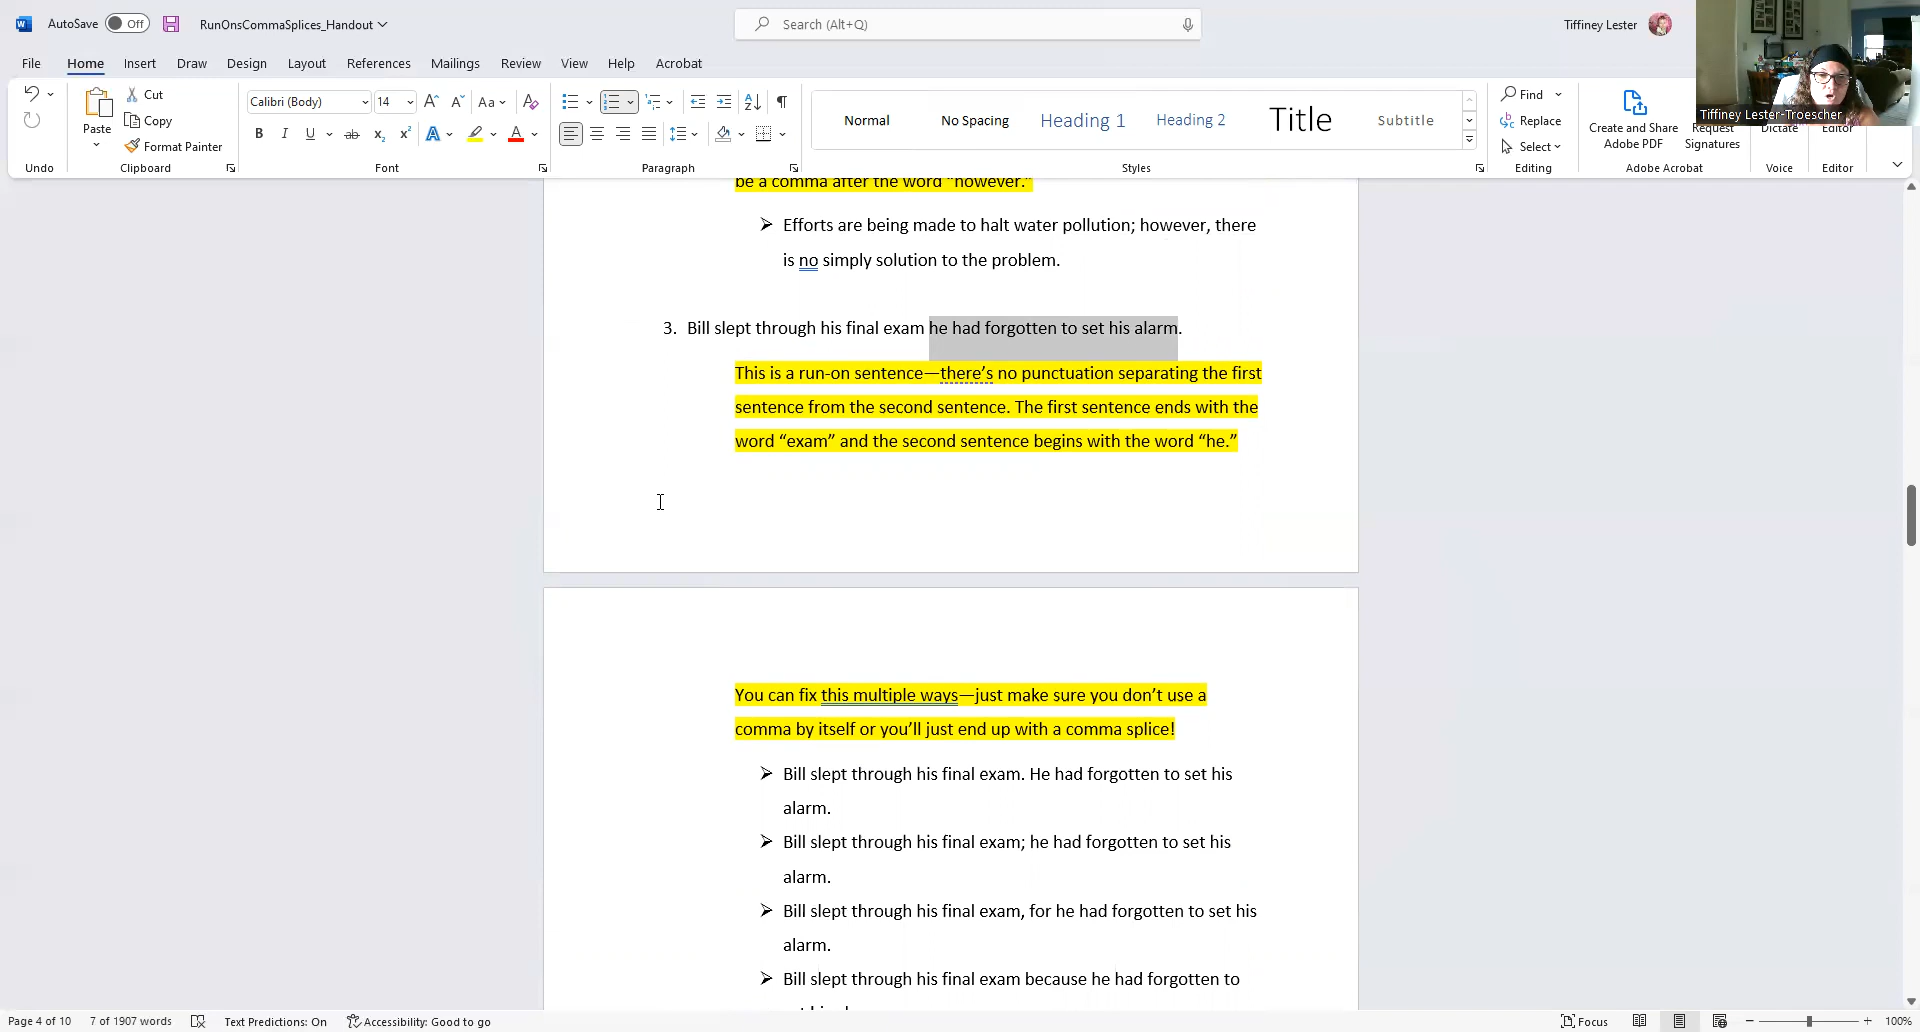 AutoSave Off RunOnsCommaSplices_Handout Search (Alt+Q) Tiffiney Lester
File Home Insert Draw Design Layout References Mailings Review View Help Acrobat
Paste Cut Copy Format Painter
Calibri (Body) 14 Aa
B I U ab x₂ x² A A
Normal No Spacing Heading 1 Heading 2 Title Subtitle
Find Replace Select
Create and Share Adobe PDF Request Signatures Dictate Editor
Tiffiney Lester-Troescher
Undo Clipboard Font Paragraph Styles Editing Adobe Acrobat Voice Editor
be a comma after the word “however.”
➢ Efforts are being made to halt water pollution; however, there
is no simply solution to the problem.
3. Bill slept through his final exam he had forgotten to set his alarm.
This is a run-on sentence—there’s no punctuation separating the first
sentence from the second sentence. The first sentence ends with the
word “exam” and the second sentence begins with the word “he.”
You can fix this multiple ways—just make sure you don’t use a
comma by itself or you’ll just end up with a comma splice!
➢ Bill slept through his final exam. He had forgotten to set his
alarm.
➢ Bill slept through his final exam; he had forgotten to set his
alarm.
➢ Bill slept through his final exam, for he had forgotten to set his
alarm.
➢ Bill slept through his final exam because he had forgotten to
Page 4 of 10 7 of 1907 words Text Predictions: On Accessibility: Good to go Focus 100%